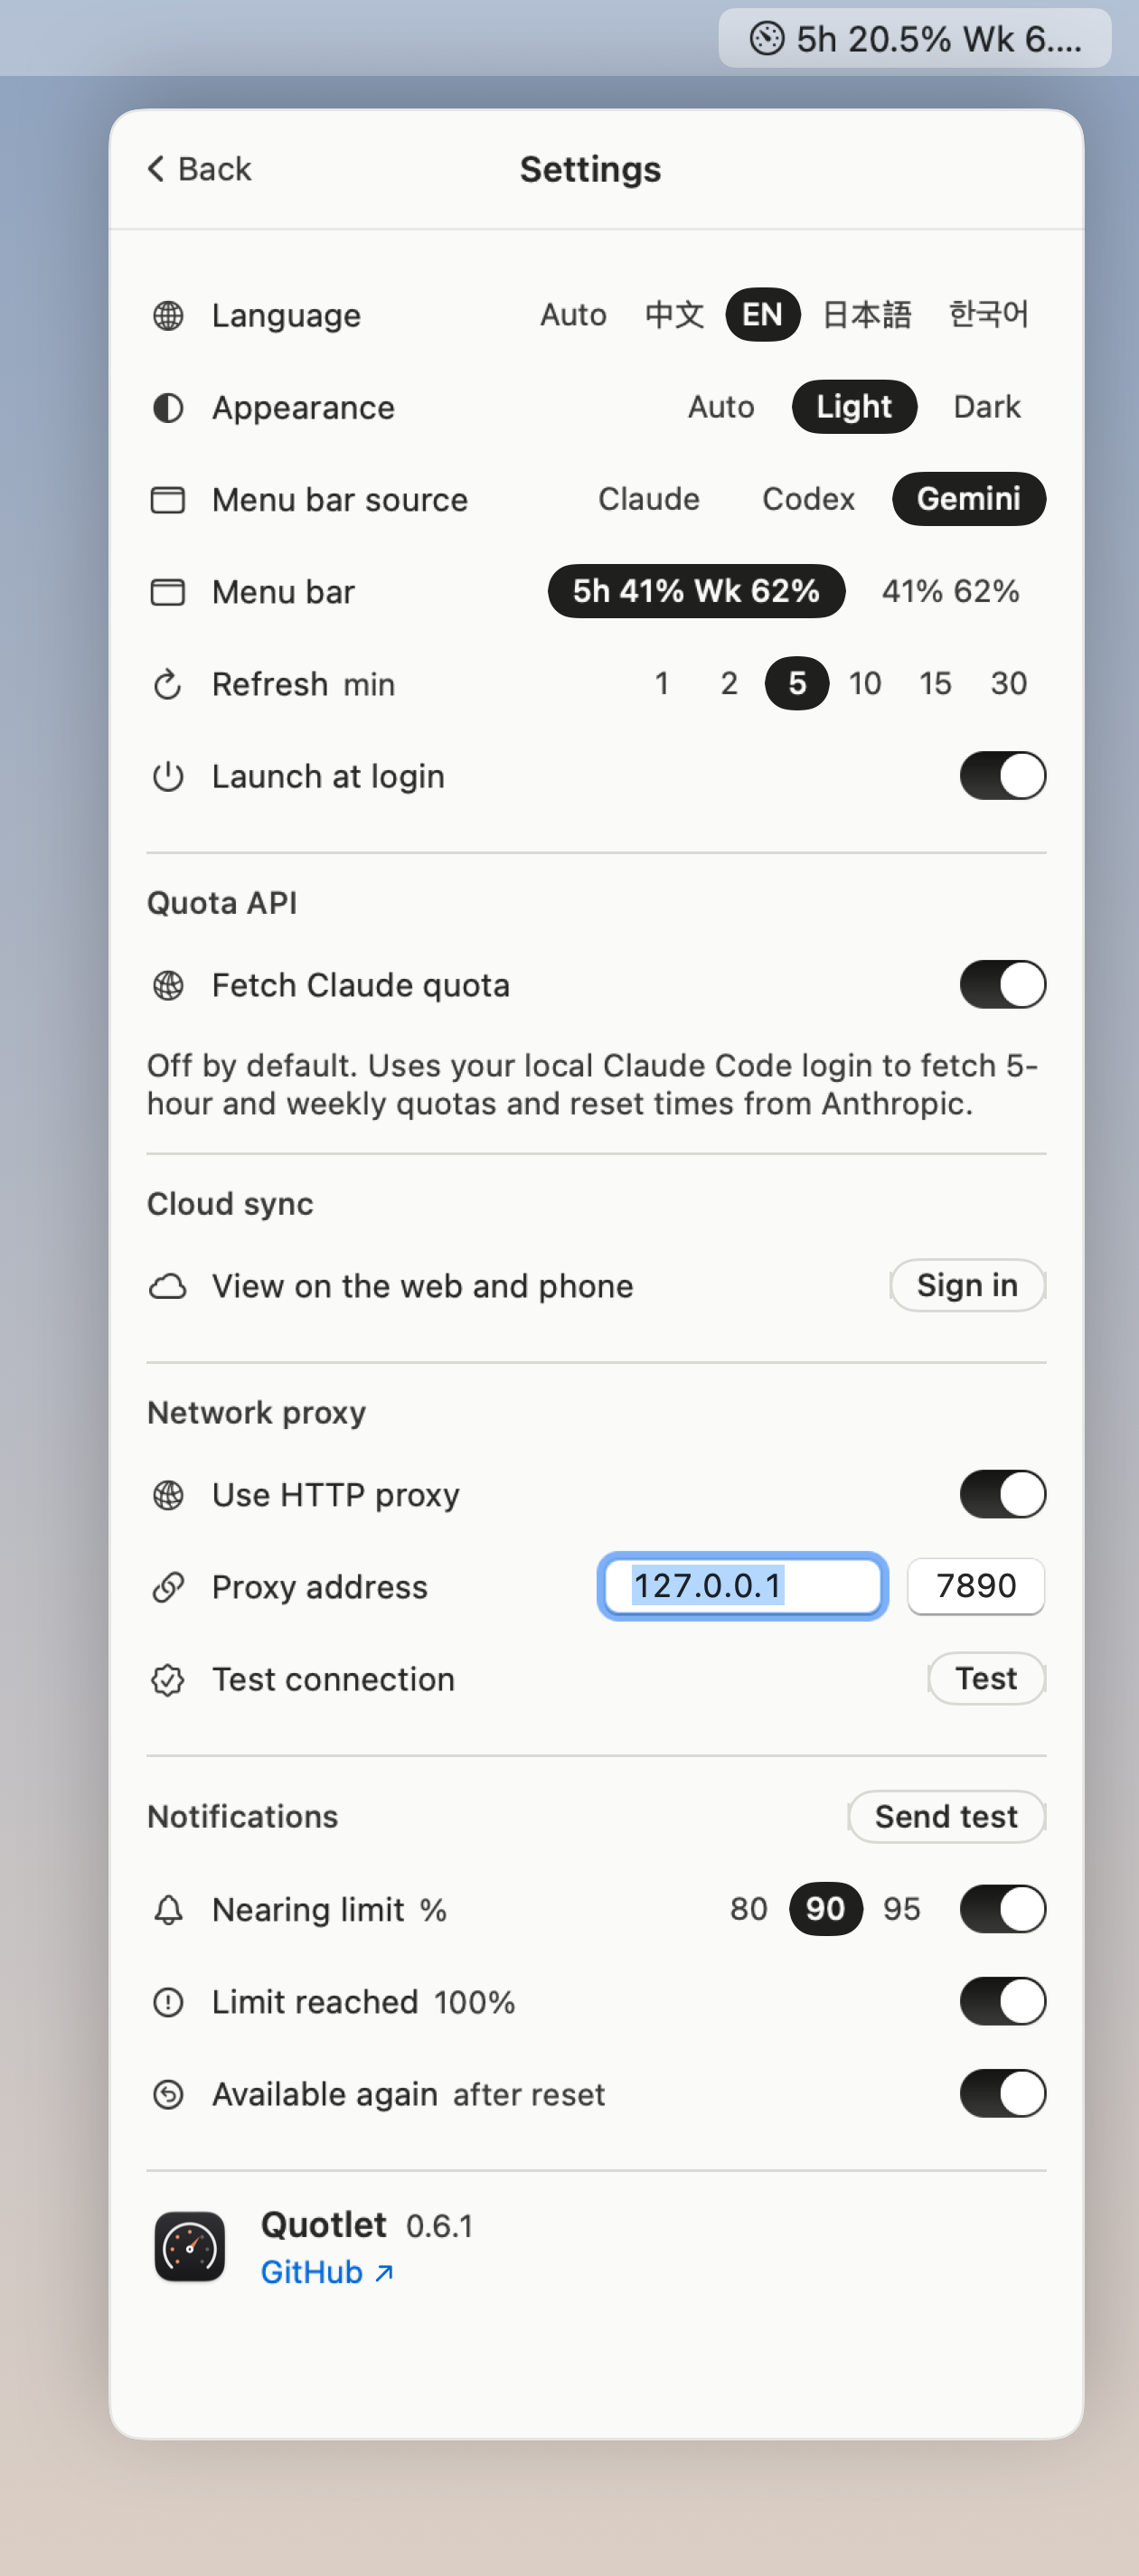 5h 20.5% Wk 6....
Back
Settings
Language Auto 中文 EN 日本語 한국어
Appearance Auto Light Dark
Menu bar source Claude Codex Gemini
Menu bar 5h 41% Wk 62% 41% 62%
Refresh min 1 2 5 10 15 30
Launch at login
Quota API
Fetch Claude quota
Off by default. Uses your local Claude Code login to fetch 5-
hour and weekly quotas and reset times from Anthropic.
Cloud sync
View on the web and phone Sign in
Network proxy
Use HTTP proxy
Proxy address 127.0.0.1 7890
Test connection Test
Notifications Send test
Nearing limit % 80 90 95
Limit reached 100%
Available again after reset
Quotlet 0.6.1
GitHub ↗